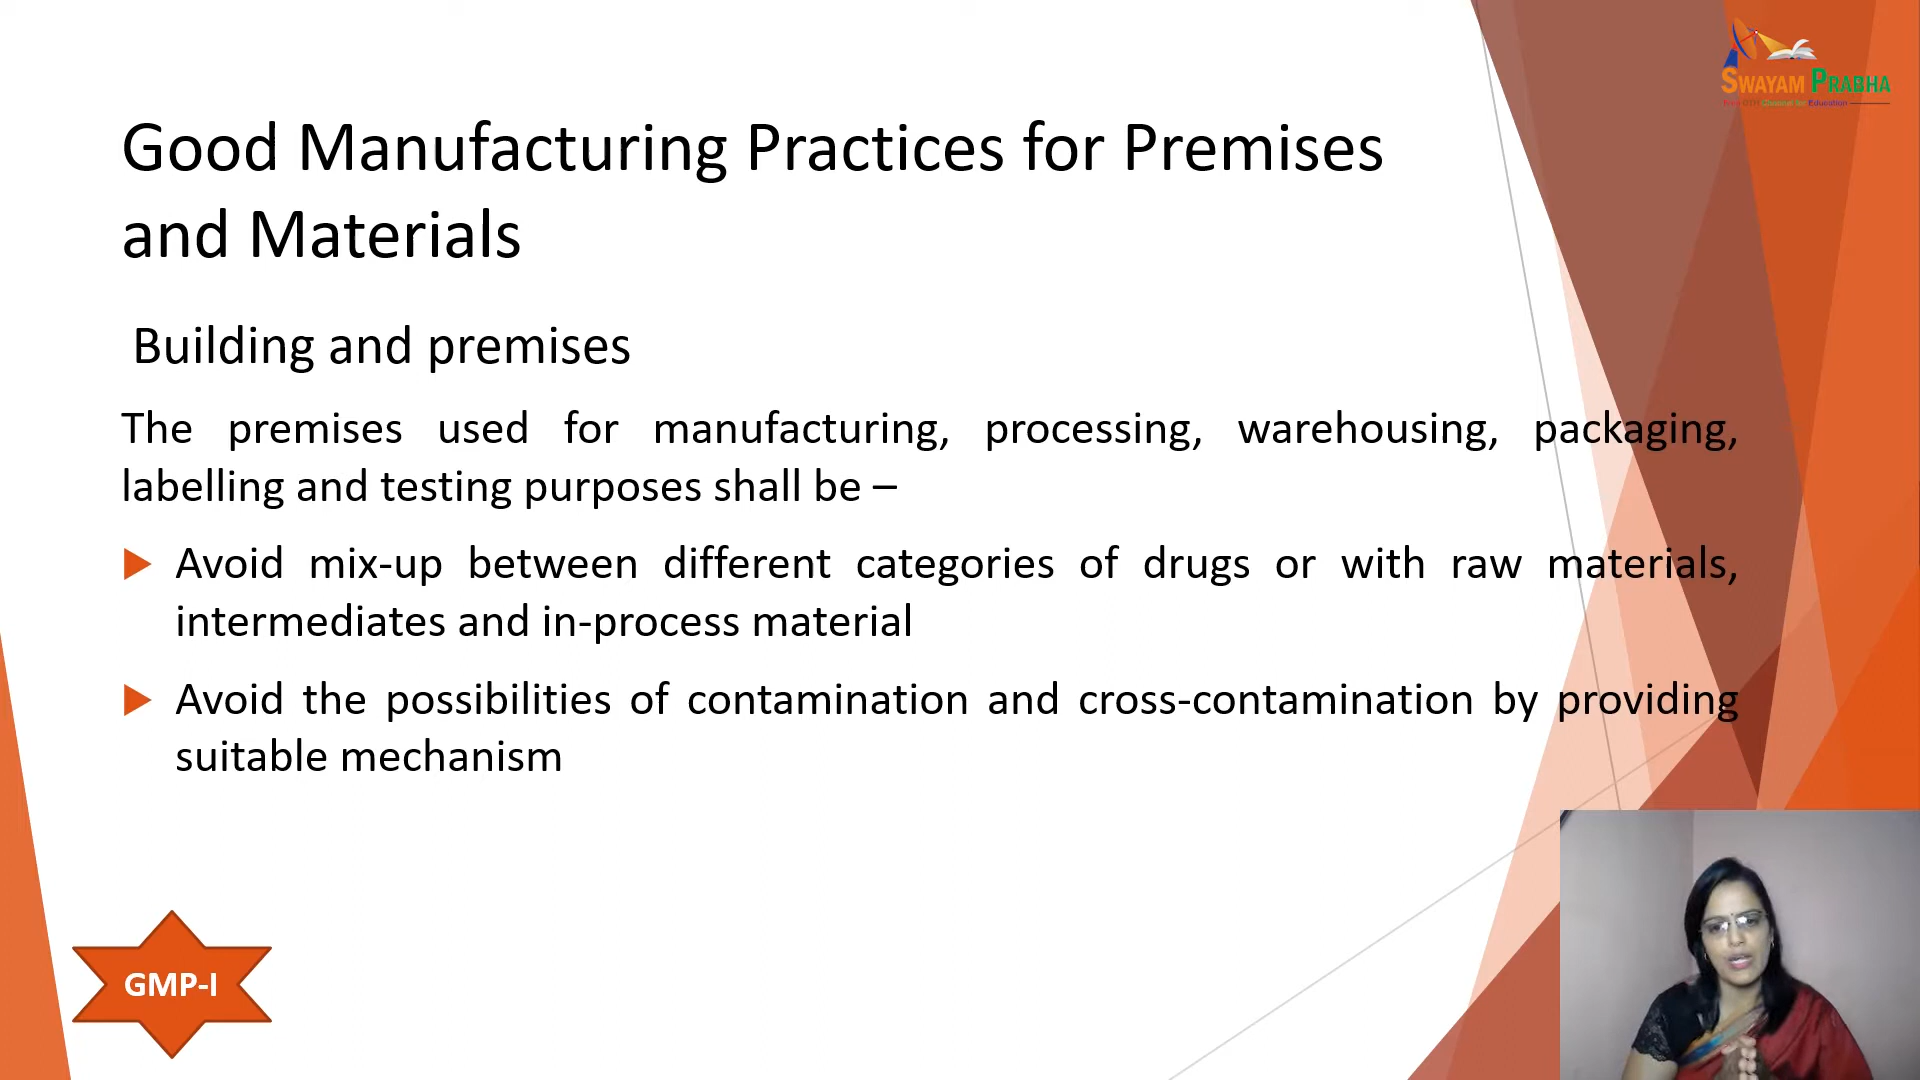 SWAYAM PRABHA
Good Manufacturing Practices for Premises
and Materials
Building and premises
The premises used for manufacturing, processing, warehousing, packaging,
labelling and testing purposes shall be –
Avoid mix-up between different categories of drugs or with raw materials,
intermediates and in-process material
Avoid the possibilities of contamination and cross-contamination by providing
suitable mechanism
GMP-I